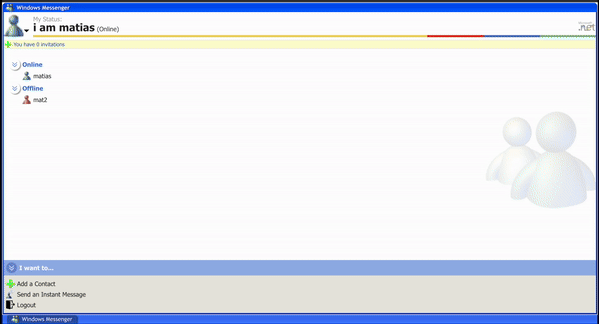 Windows Messenger
My Status:
i am matias (Online)
.net
You have 0 invitations
Online
matias
Offline
mat2
I want to...
Add a Contact
Send an Instant Message
Logout
Windows Messenger